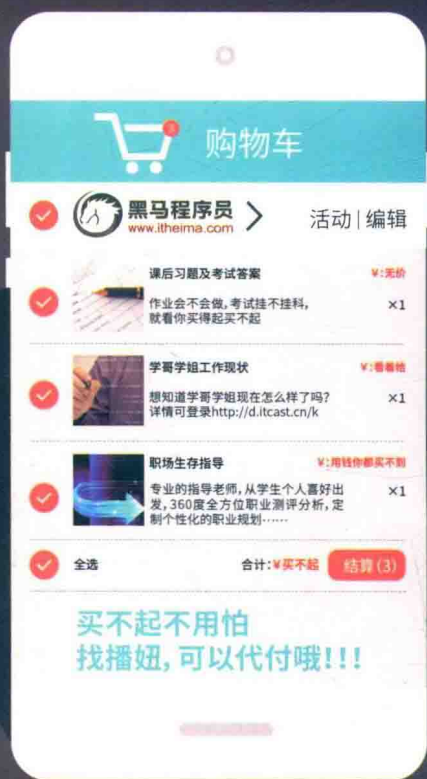 3
购物车
黑马程序员
www.itheima.com
活动|编辑
课后习题及考试答案
¥:无价
作业会不会做,考试挂不挂科,
就看你买得起买不起
×1
学哥学姐工作现状
¥:看着给
想知道学哥学姐现在怎么样了吗?
详情可登录http://d.itcast.cn/k
×1
职场生存指导
¥:用钱你都买不到
专业的指导老师,从学生个人喜好出
发,360度全方位职业测评分析,定
制个性化的职业规划……
×1
全选
合计:¥买不起
结算(3)
买不起不用怕
找播妞,可以代付哦!!!